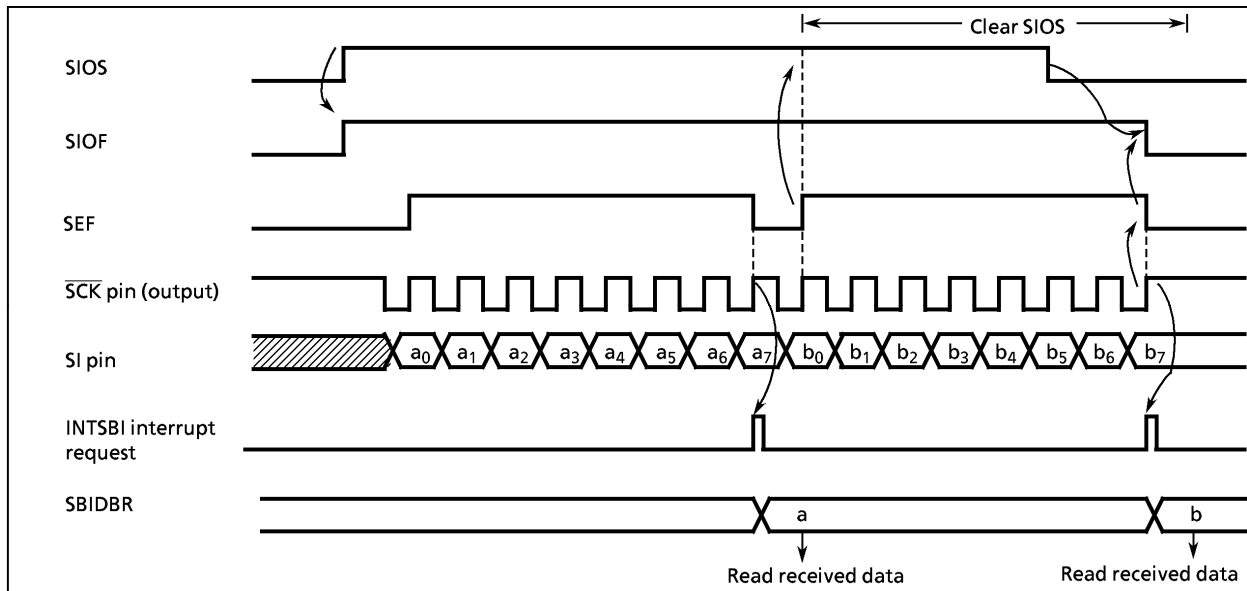 Clear SIOS
SIOS
SIOF
SEF
SCK pin (output)
SI pin
a0 a1 a2 a3 a4 a5 a6 a7 b0 b1 b2 b3 b4 b5 b6 b7
INTSBI interrupt
request
SBIDBR
a
b
Read received data
Read received data